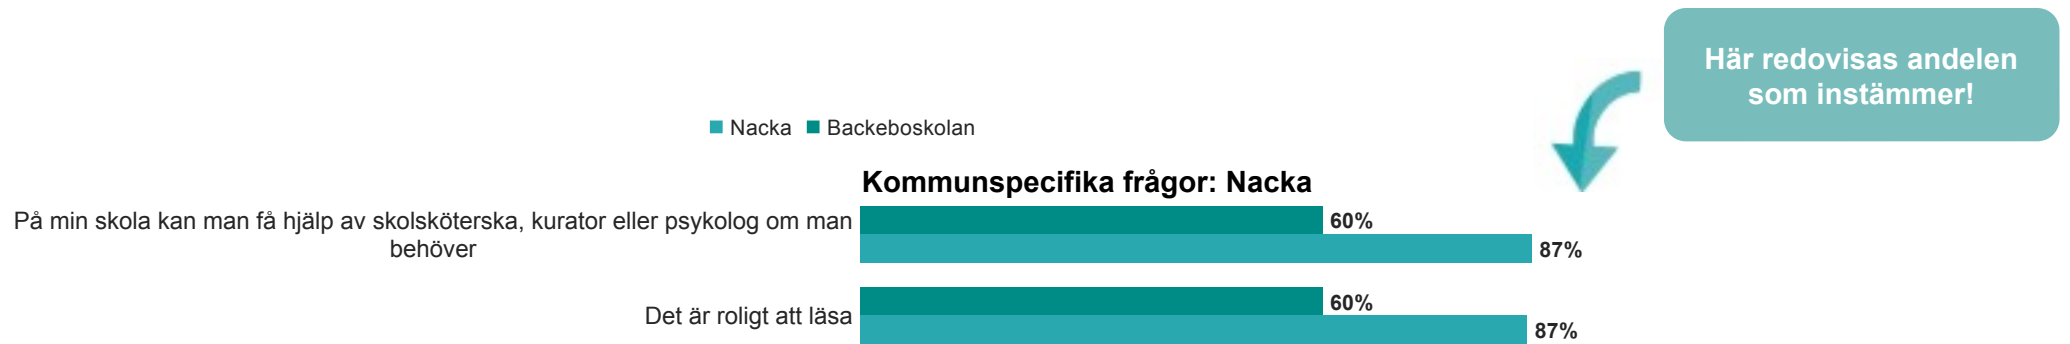 Här redovisas andelen
som instämmer!
Nacka Backeboskolan
Kommunspecifika frågor: Nacka
På min skola kan man få hjälp av skolsköterska, kurator eller psykolog om man
behöver
60%
87%
Det är roligt att läsa
60%
87%